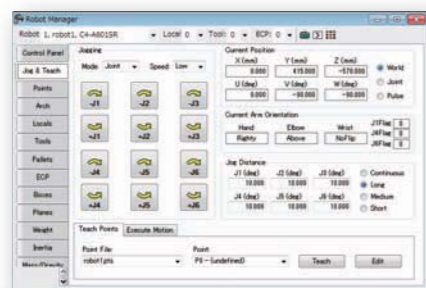 Robot Manager
Robot 1, robot1, C4-A601SR Local 0 Tool: 0 ECP: 0
Control Panel
Jog & Teach
Points
Arch
Locals
Tools
Pallets
ECP
Boxes
Planes
Weight
Inertia
Jogging
Mode: Joint Speed: Low
-J1 -J2 -J3
+J1 +J2 +J3
-J4 -J5 -J6
+J4 +J5 +J6
Current Position
X (mm) Y (mm) Z (mm)
0.000 415.000 -570.000
U (deg) V (deg) W (deg)
0.000 -90.000 -90.000
World
Joint
Pulse
Current Arm Orientation
Hand Elbow Wrist
Righty Above NoFlip
J1Flag 0
J4Flag 0
J6Flag 0
Jog Distance
J1 (deg) J2 (deg) J3 (deg)
10.000 10.000 10.000
J4 (deg) J5 (deg) J6 (deg)
10.000 10.000 10.000
Continuous
Long
Medium
Short
Teach Points Execute Motion
Point File: Point:
robot1.pts P0 - (undefined) Teach Edit